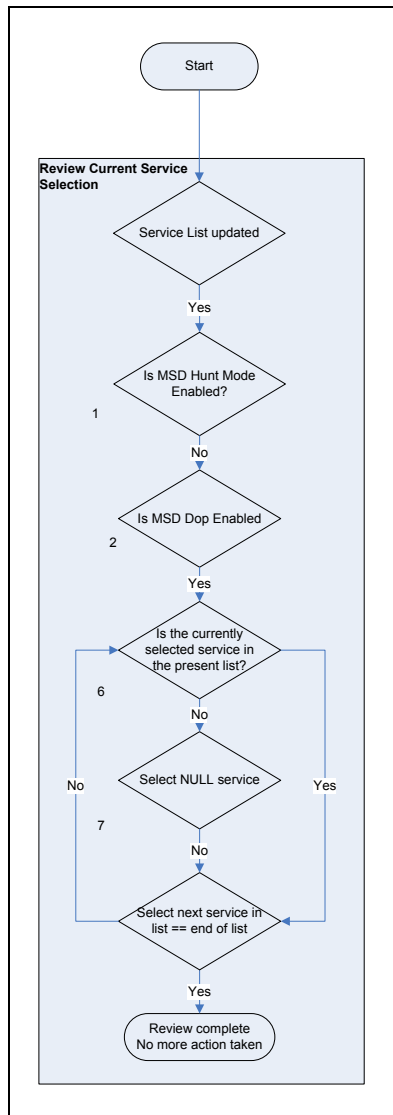 Start
Review Current Service
Selection
Service List updated
Yes
Is MSD Hunt Mode
Enabled?
1
No
Is MSD Dop Enabled
2
Yes
Is the currently
selected service in
the present list?
6
No
Select NULL service
No
Yes
7
No
Select next service in
list == end of list
Yes
Review complete
No more action taken